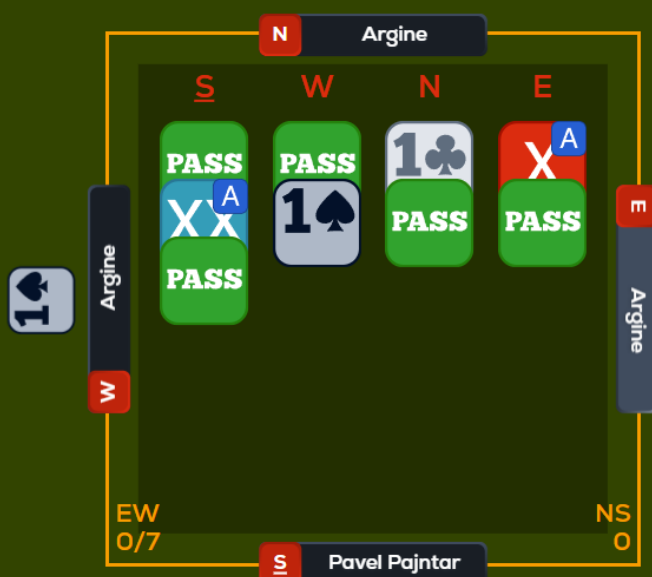 N Argine
S W N E
PASS PASS 1♣ X A
XX A 1♠ PASS PASS
PASS
E
Argine
Argine
W
1♠
EW
0/7
NS
0
S Pavel Pajntar